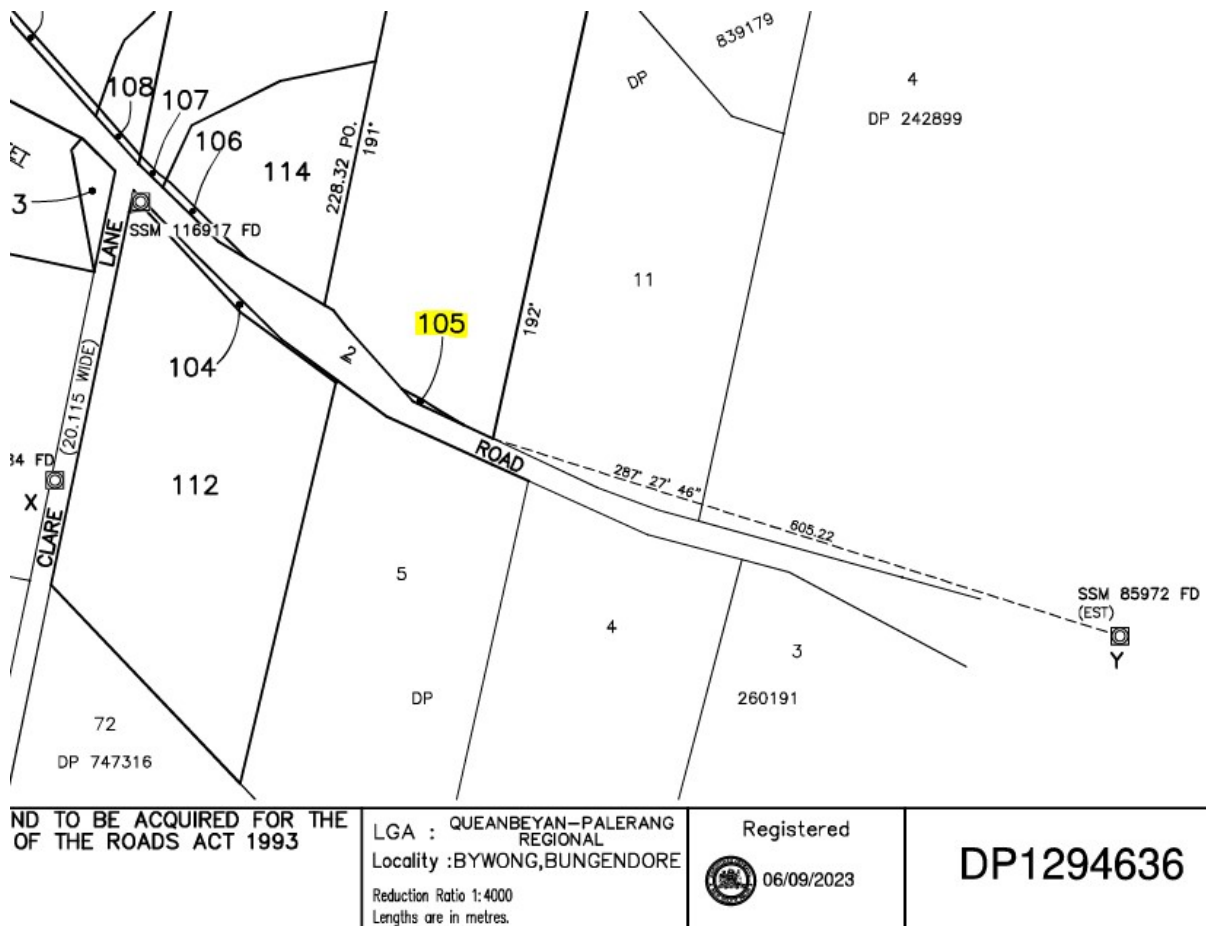 839179
DP
4
DP 242899
108
107
106
114
228.32 PO.
191°
3
SSM 116917 FD
LANE
11
192°
105
104
2
(20.115 WIDE)
ROAD
287° 27' 46"
605.22
34 FD
X
112
CLARE
5
4
3
SSM 85972 FD
(EST)
Y
DP
260191
72
DP 747316
ND TO BE ACQUIRED FOR THE
OF THE ROADS ACT 1993
LGA : QUEANBEYAN-PALERANG
REGIONAL
Locality :BYWONG,BUNGENDORE
Reduction Ratio 1:4000
Lengths are in metres.
Registered
06/09/2023
DP1294636